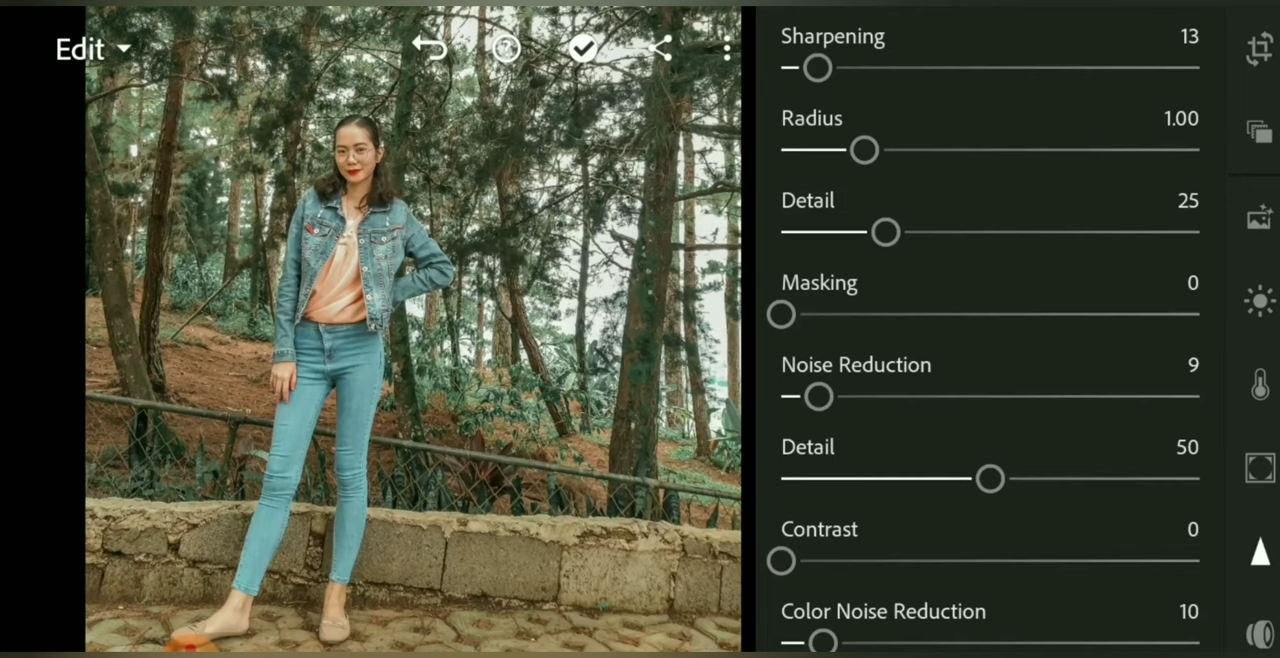 Edit
Sharpening 13
Radius 1.00
Detail 25
Masking 0
Noise Reduction 9
Detail 50
Contrast 0
Color Noise Reduction 10